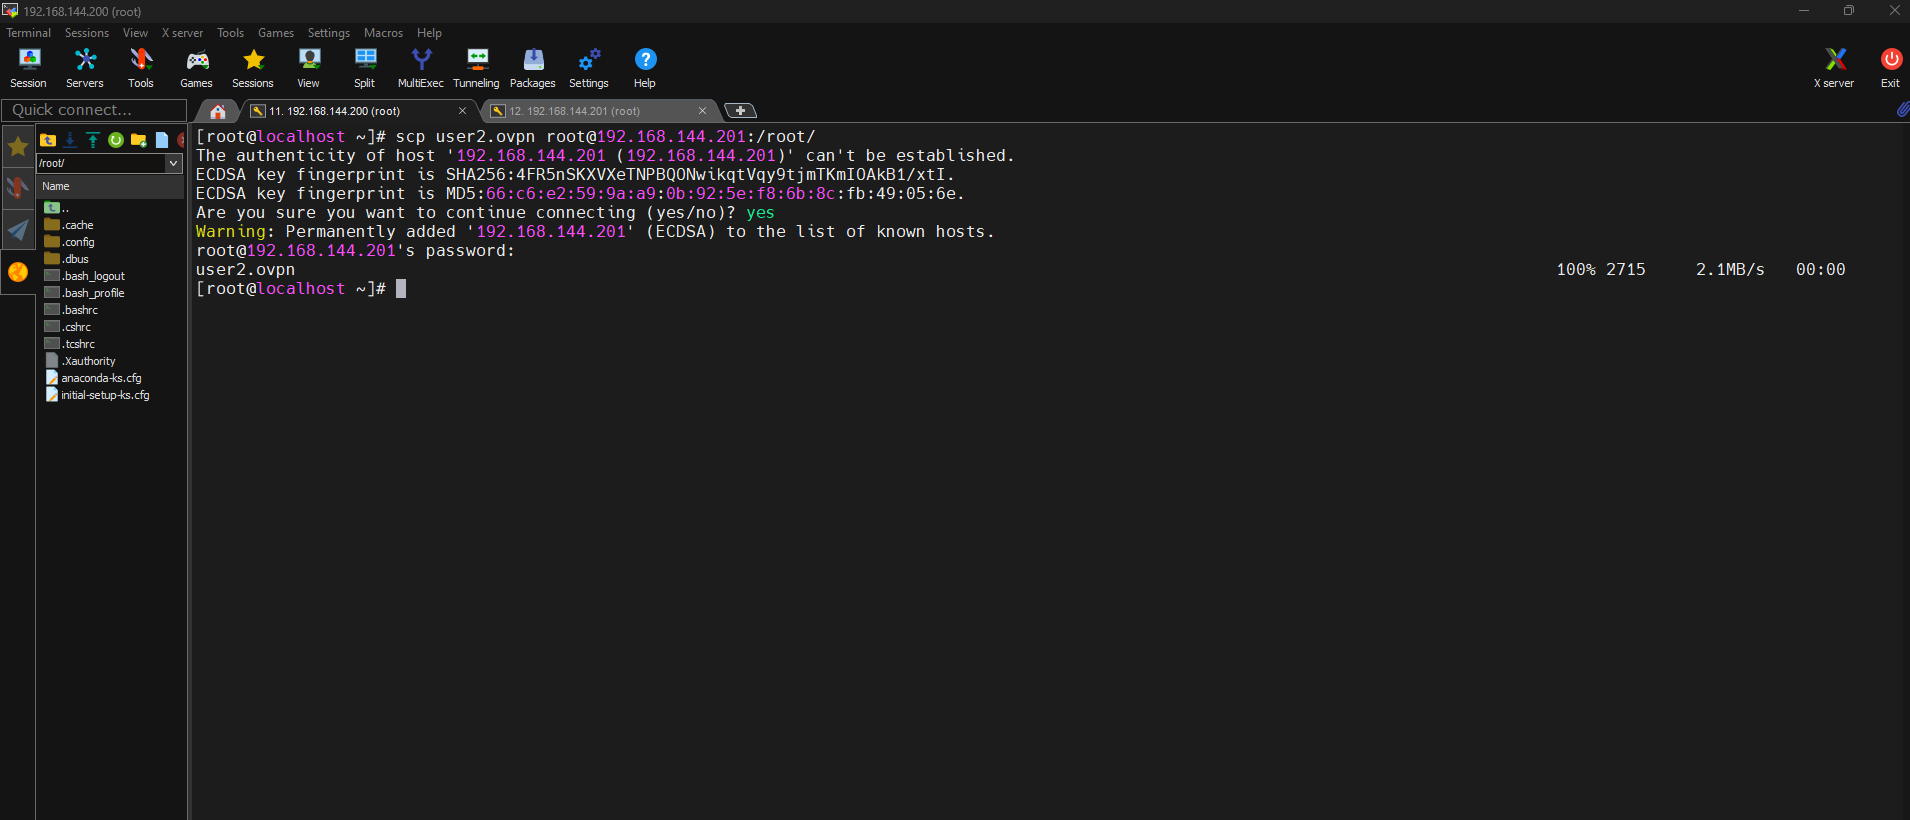 192.168.144.200 (root)
Terminal Sessions View X server Tools Games Settings Macros Help
Session Servers Tools Games Sessions View Split MultiExec Tunneling Packages Settings Help X server Exit
Quick connect...
11. 192.168.144.200 (root)
12. 192.168.144.201 (root)
/root/
Name
..
.cache
.config
.dbus
.bash_logout
.bash_profile
.bashrc
.cshrc
.tcshrc
.Xauthority
anaconda-ks.cfg
initial-setup-ks.cfg
[root@localhost ~]# scp user2.ovpn root@192.168.144.201:/root/
The authenticity of host '192.168.144.201 (192.168.144.201)' can't be established.
ECDSA key fingerprint is SHA256:4FR5nSKXVXeTNPBQONwikqtVqy9tjmTKmIOAkB1/xtI.
ECDSA key fingerprint is MD5:66:c6:e2:59:9a:a9:0b:92:5e:f8:6b:8c:fb:49:05:6e.
Are you sure you want to continue connecting (yes/no)? yes
Warning: Permanently added '192.168.144.201' (ECDSA) to the list of known hosts.
root@192.168.144.201's password:
user2.ovpn 100% 2715 2.1MB/s 00:00
[root@localhost ~]#